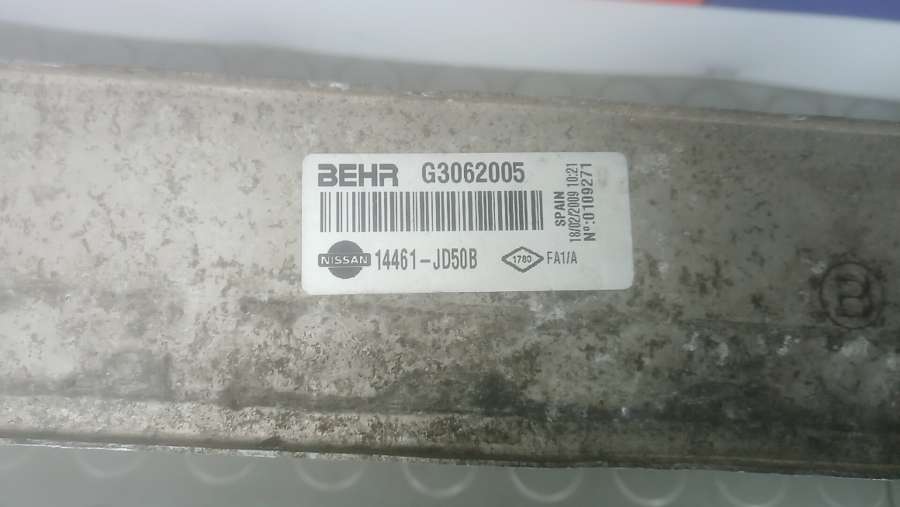 BEHR G3062005
NISSAN 14461-JD50B 1780 FA1/A
SPAIN
18/02/2009 10:21
Nº:0109271
B